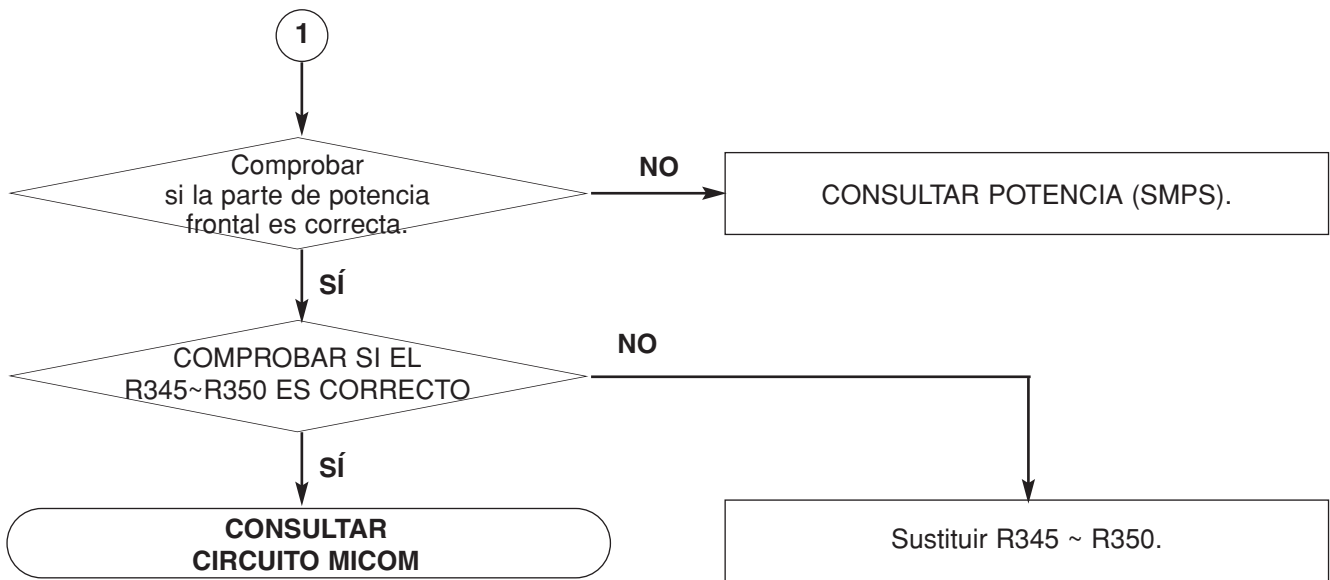 1
Comprobar
si la parte de potencia
frontal es correcta.
NO
CONSULTAR POTENCIA (SMPS).
SÍ
COMPROBAR SI EL
R345~R350 ES CORRECTO
NO
SÍ
CONSULTAR
CIRCUITO MICOM
Sustituir R345 ~ R350.